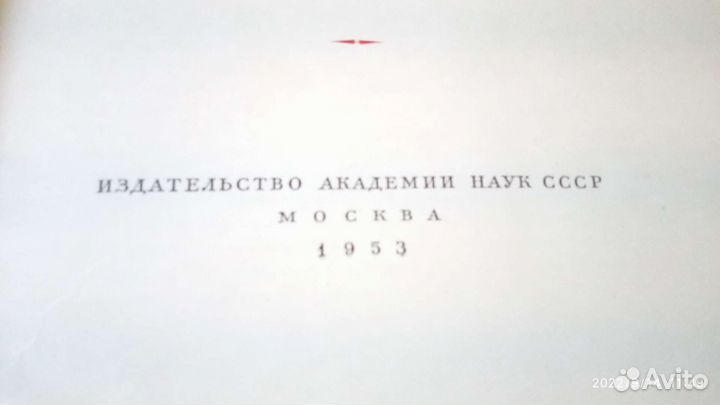 ИЗДАТЕЛЬСТВО АКАДЕМИИ НАУК СССР
МОСКВА
1953
Avito